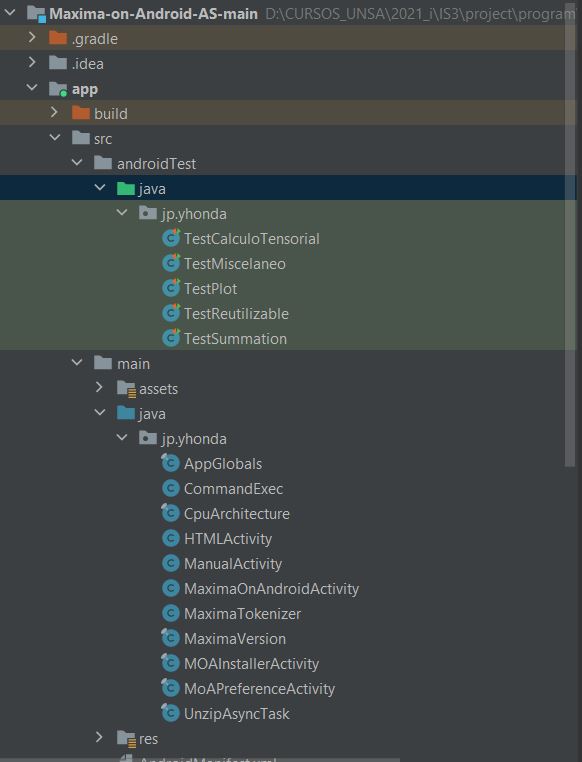 Maxima-on-Android-AS-main D:\CURSOS_UNSA\2021_i\IS3\project\program
.gradle
.idea
app
build
src
androidTest
java
jp.yhonda
TestCalculoTensorial
TestMiscelaneo
TestPlot
TestReutilizable
TestSummation
main
assets
java
jp.yhonda
AppGlobals
CommandExec
CpuArchitecture
HTMLActivity
ManualActivity
MaximaOnAndroidActivity
MaximaTokenizer
MaximaVersion
MOAInstallerActivity
MoAPreferenceActivity
UnzipAsyncTask
res